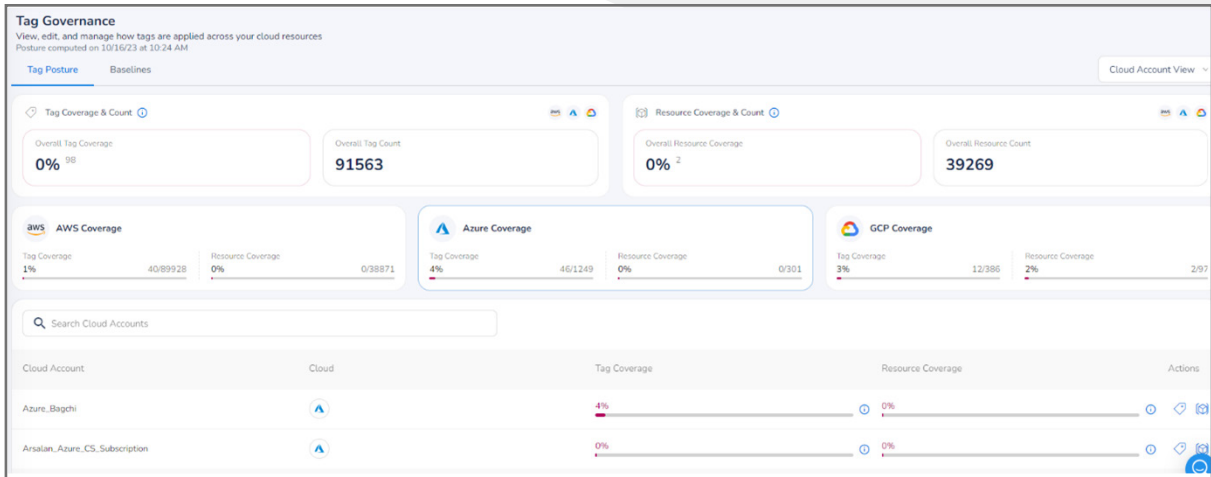 Tag Governance
View, edit, and manage how tags are applied across your cloud resources
Posture computed on 10/16/23 at 10:24 AM
Tag Posture Baselines Cloud Account View
Tag Coverage & Count aws Resource Coverage & Count aws
Overall Tag Coverage Overall Tag Count Overall Resource Coverage Overall Resource Count
0% 98 91563 0% 2 39269
aws AWS Coverage Azure Coverage GCP Coverage
Tag Coverage Resource Coverage Tag Coverage Resource Coverage Tag Coverage Resource Coverage
1% 40/89928 0% 0/38871 4% 46/1249 0% 0/301 3% 12/386 2% 2/97
Search Cloud Accounts
Cloud Account Cloud Tag Coverage Resource Coverage Actions
4% 0%
Azure_Bagchi
0% 0%
Arsalan_Azure_CS_Subscription